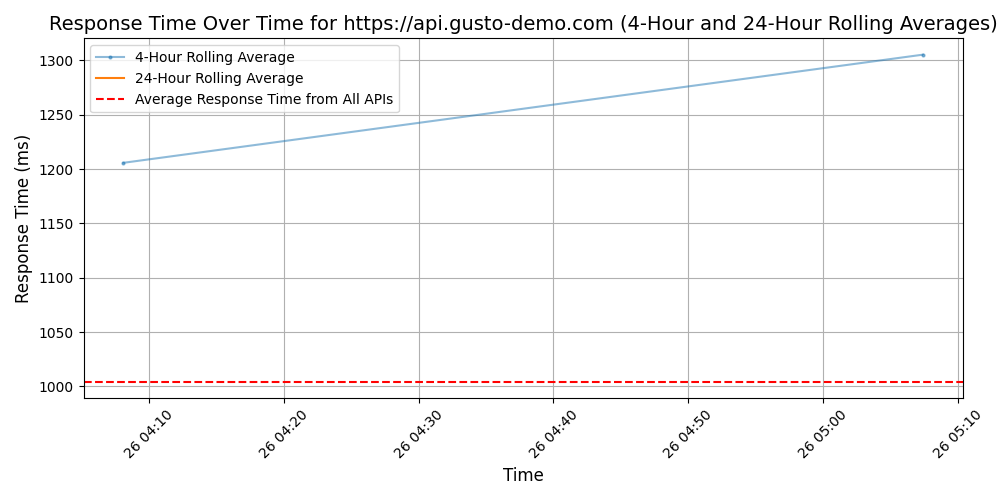 Response Time Over Time for https://api.gusto-demo.com (4-Hour and 24-Hour Rolling Averages)
4-Hour Rolling Average
24-Hour Rolling Average
Average Response Time from All APIs
Response Time (ms)
1300
1250
1200
1150
1100
1050
1000
26 04:10
26 04:20
26 04:30
26 04:40
26 04:50
26 05:00
26 05:10
Time